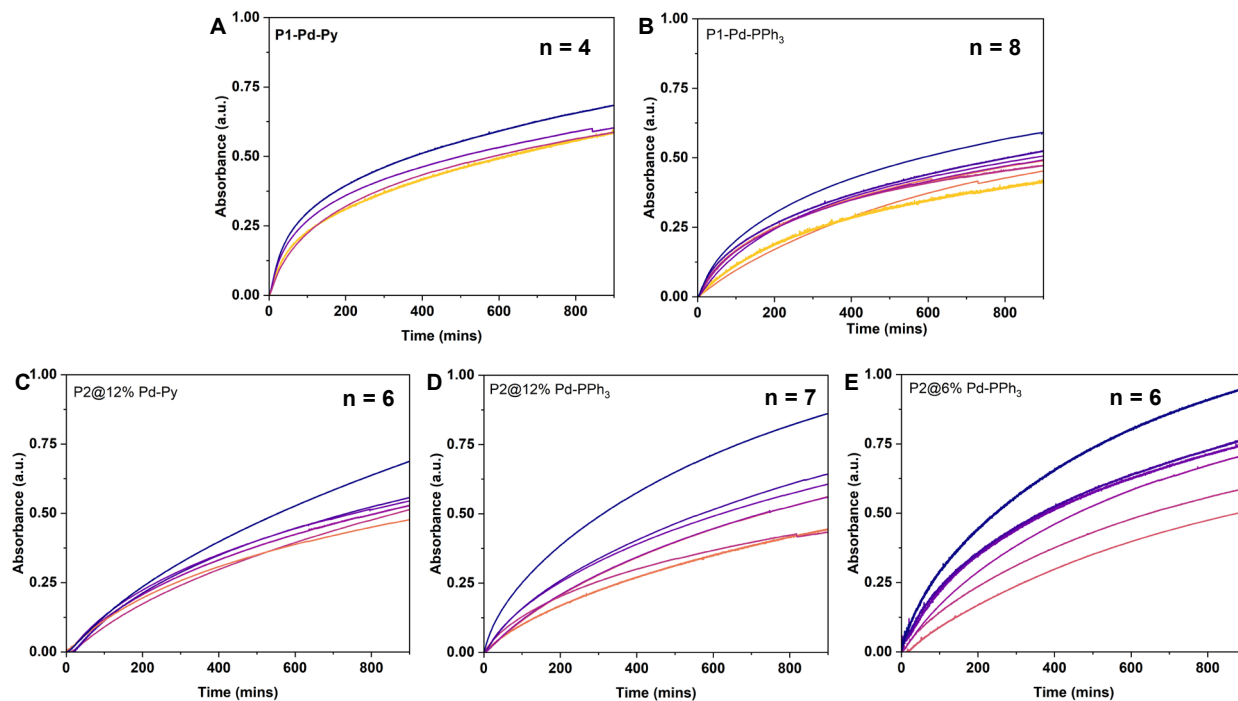 A
P1-Pd-Py
n = 4
1.00
0.75
0.50
0.25
0.00
Absorbance (a.u.)
0 200 400 600 800
Time (mins)
B
P1-Pd-PPh₃
n = 8
1.00
0.75
0.50
0.25
0.00
Absorbance (a.u.)
0 200 400 600 800
Time (mins)
C
P2@12% Pd-Py
n = 6
1.00
0.75
0.50
0.25
0.00
Absorbance (a.u.)
0 200 400 600 800
Time (mins)
D
P2@12% Pd-PPh₃
n = 7
1.00
0.75
0.50
0.25
0.00
Absorbance (a.u.)
0 200 400 600 800
Time (mins)
E
P2@6% Pd-PPh₃
n = 6
1.00
0.75
0.50
0.25
0.00
Absorbance (a.u.)
0 200 400 600 800
Time (mins)